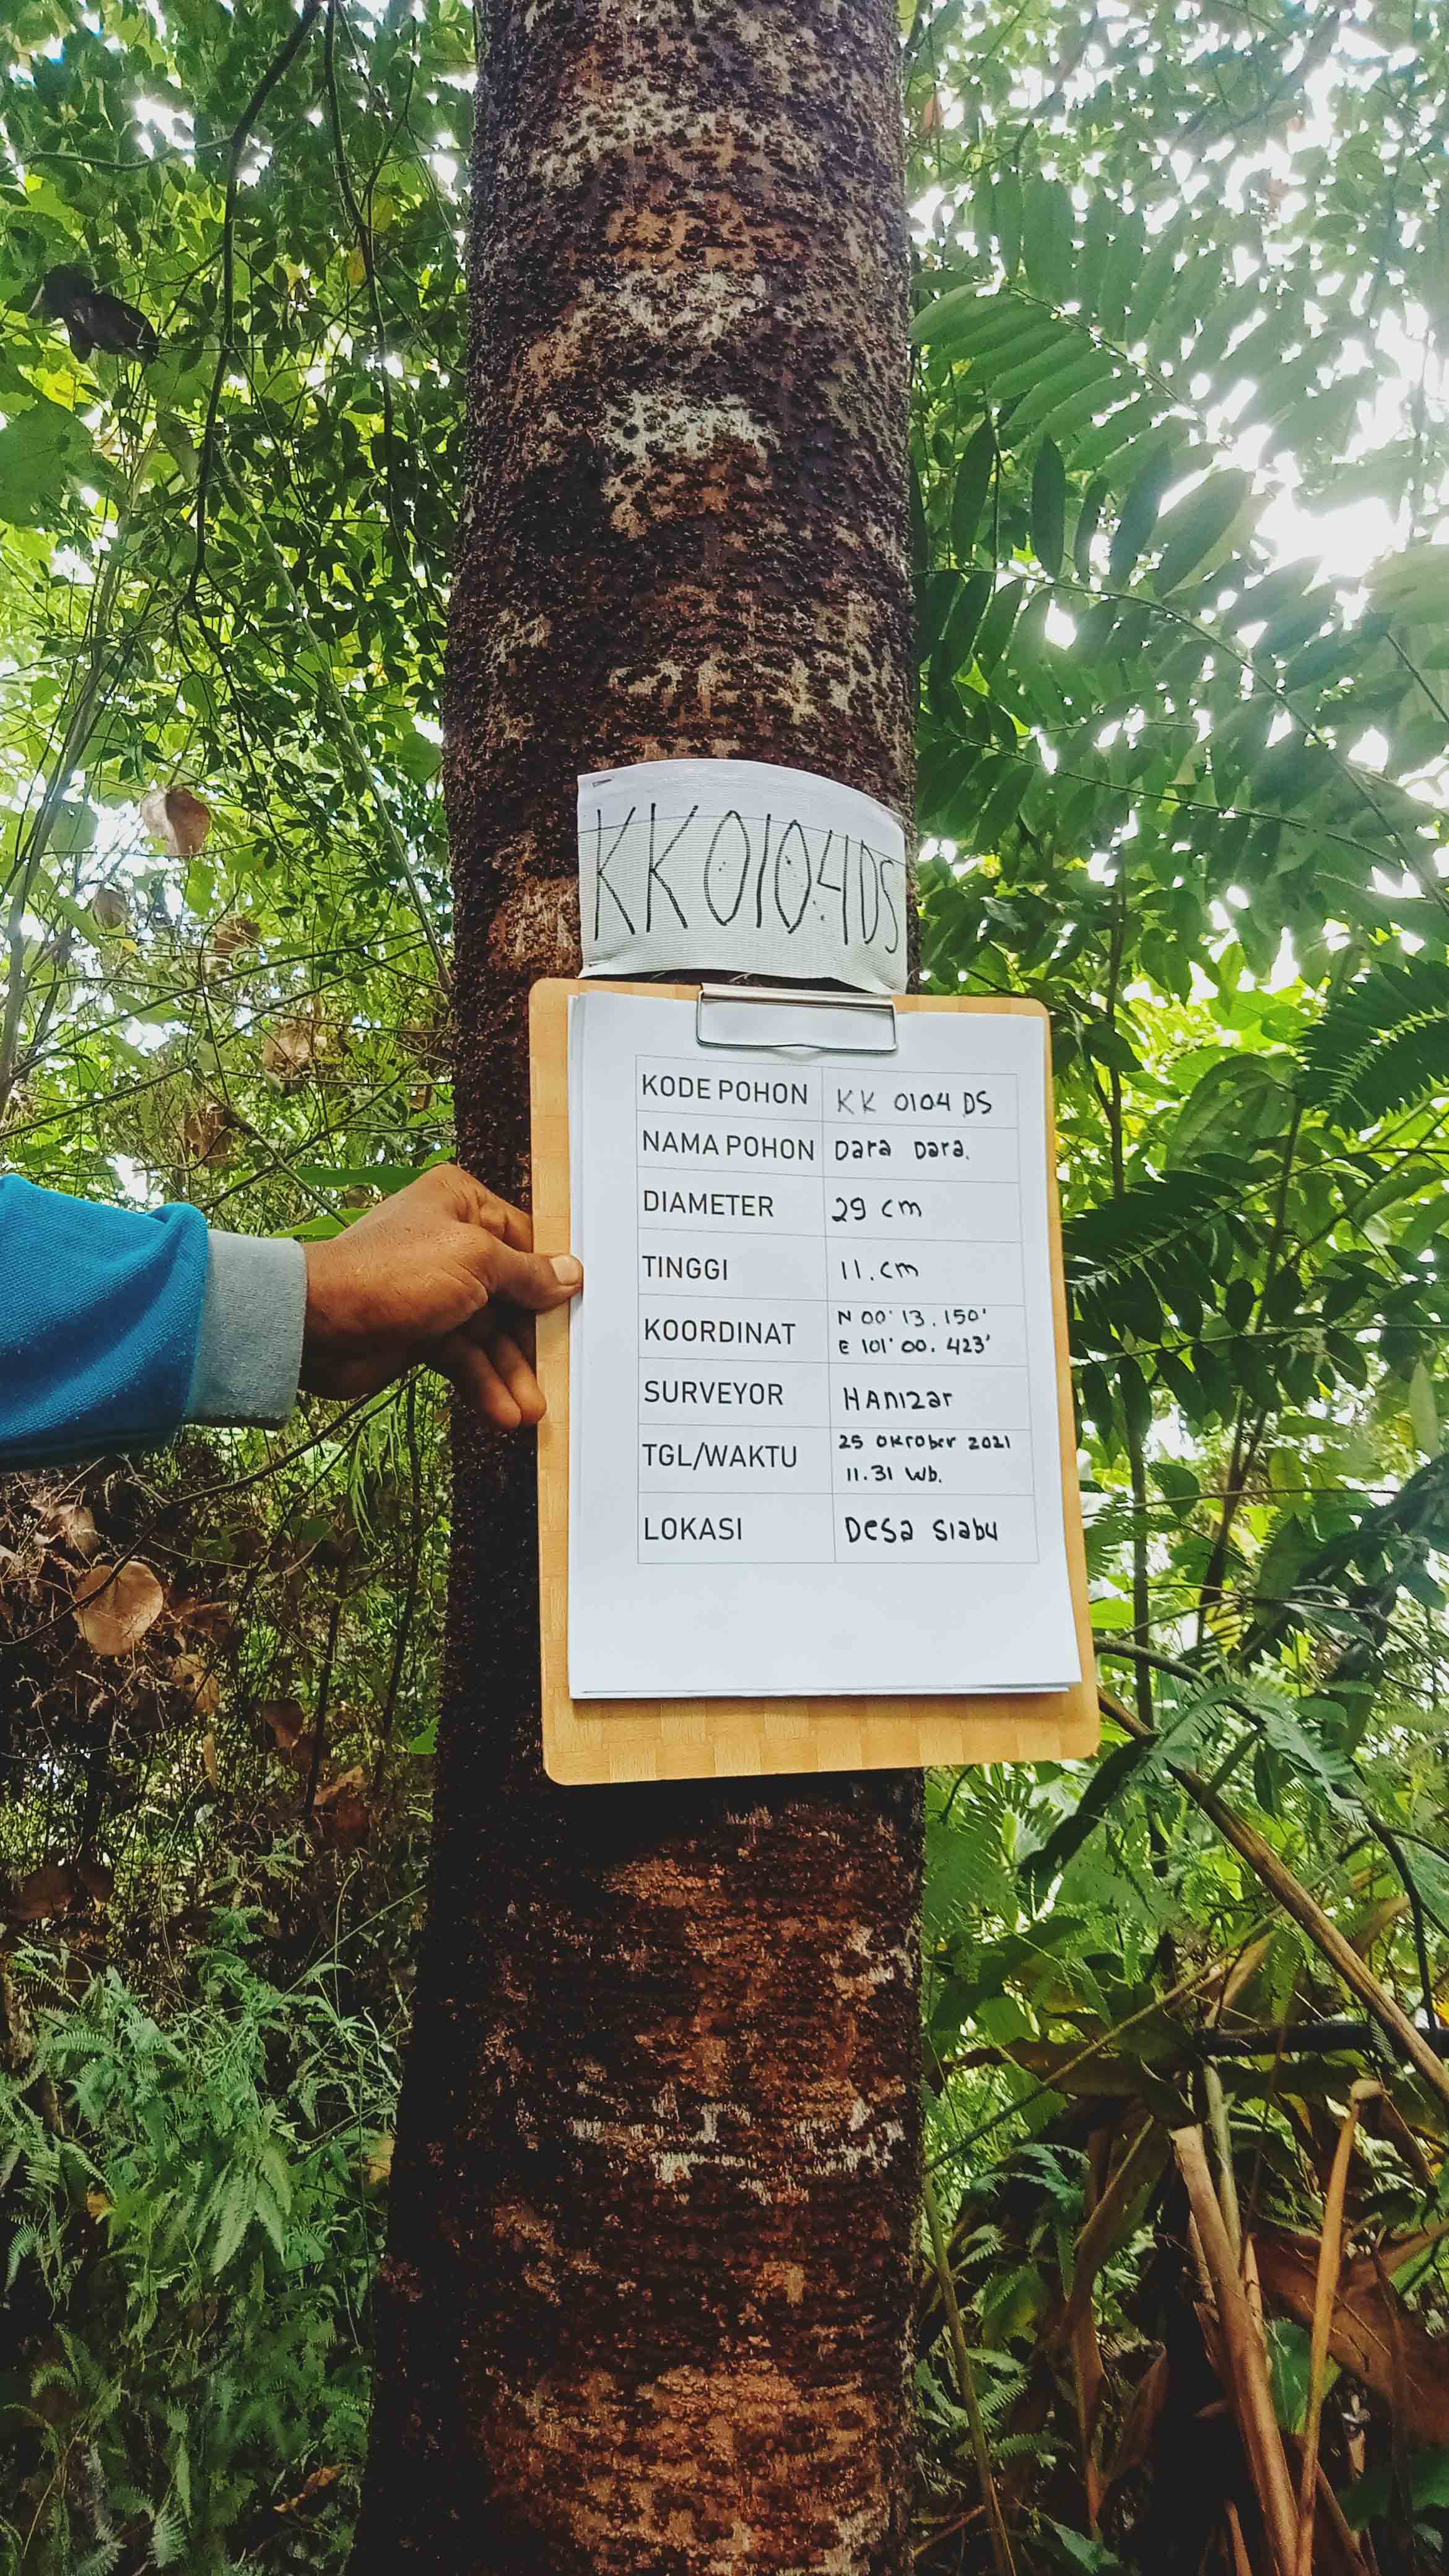 KK0104DS
KODE POHON KK 0104 DS
NAMA POHON Dara Dara.
DIAMETER 29 cm
TINGGI 11.cm
KOORDINAT N 00° 13. 150'
E 101° 00. 423'
SURVEYOR HAnizar
TGL/WAKTU 25 OKtober 2021
11.31 Wb.
LOKASI Desa Siabu